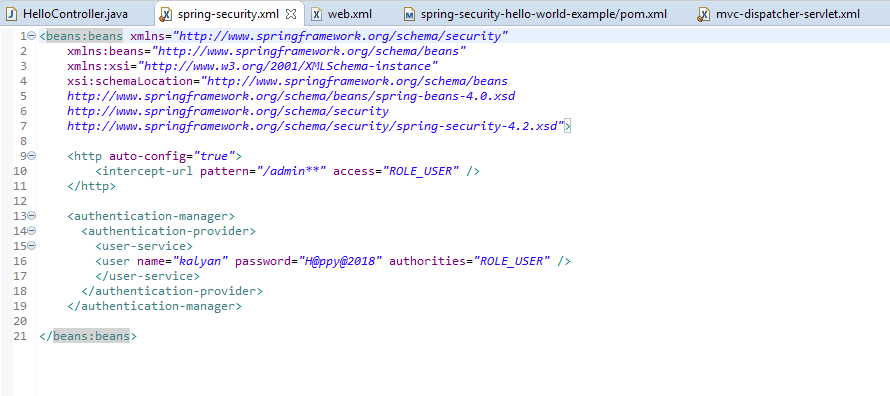 HelloController.java spring-security.xml web.xml spring-security-hello-world-example/pom.xml mvc-dispatcher-servlet.xml
1 <beans:beans xmlns="http://www.springframework.org/schema/security"
2 xmlns:beans="http://www.springframework.org/schema/beans"
3 xmlns:xsi="http://www.w3.org/2001/XMLSchema-instance"
4 xsi:schemaLocation="http://www.springframework.org/schema/beans
5 http://www.springframework.org/schema/beans/spring-beans-4.0.xsd
6 http://www.springframework.org/schema/security
7 http://www.springframework.org/schema/security/spring-security-4.2.xsd">
8
9 <http auto-config="true">
10 <intercept-url pattern="/admin**" access="ROLE_USER" />
11 </http>
12
13 <authentication-manager>
14 <authentication-provider>
15 <user-service>
16 <user name="kalyan" password="H@ppy@2018" authorities="ROLE_USER" />
17 </user-service>
18 </authentication-provider>
19 </authentication-manager>
20
21 </beans:beans>